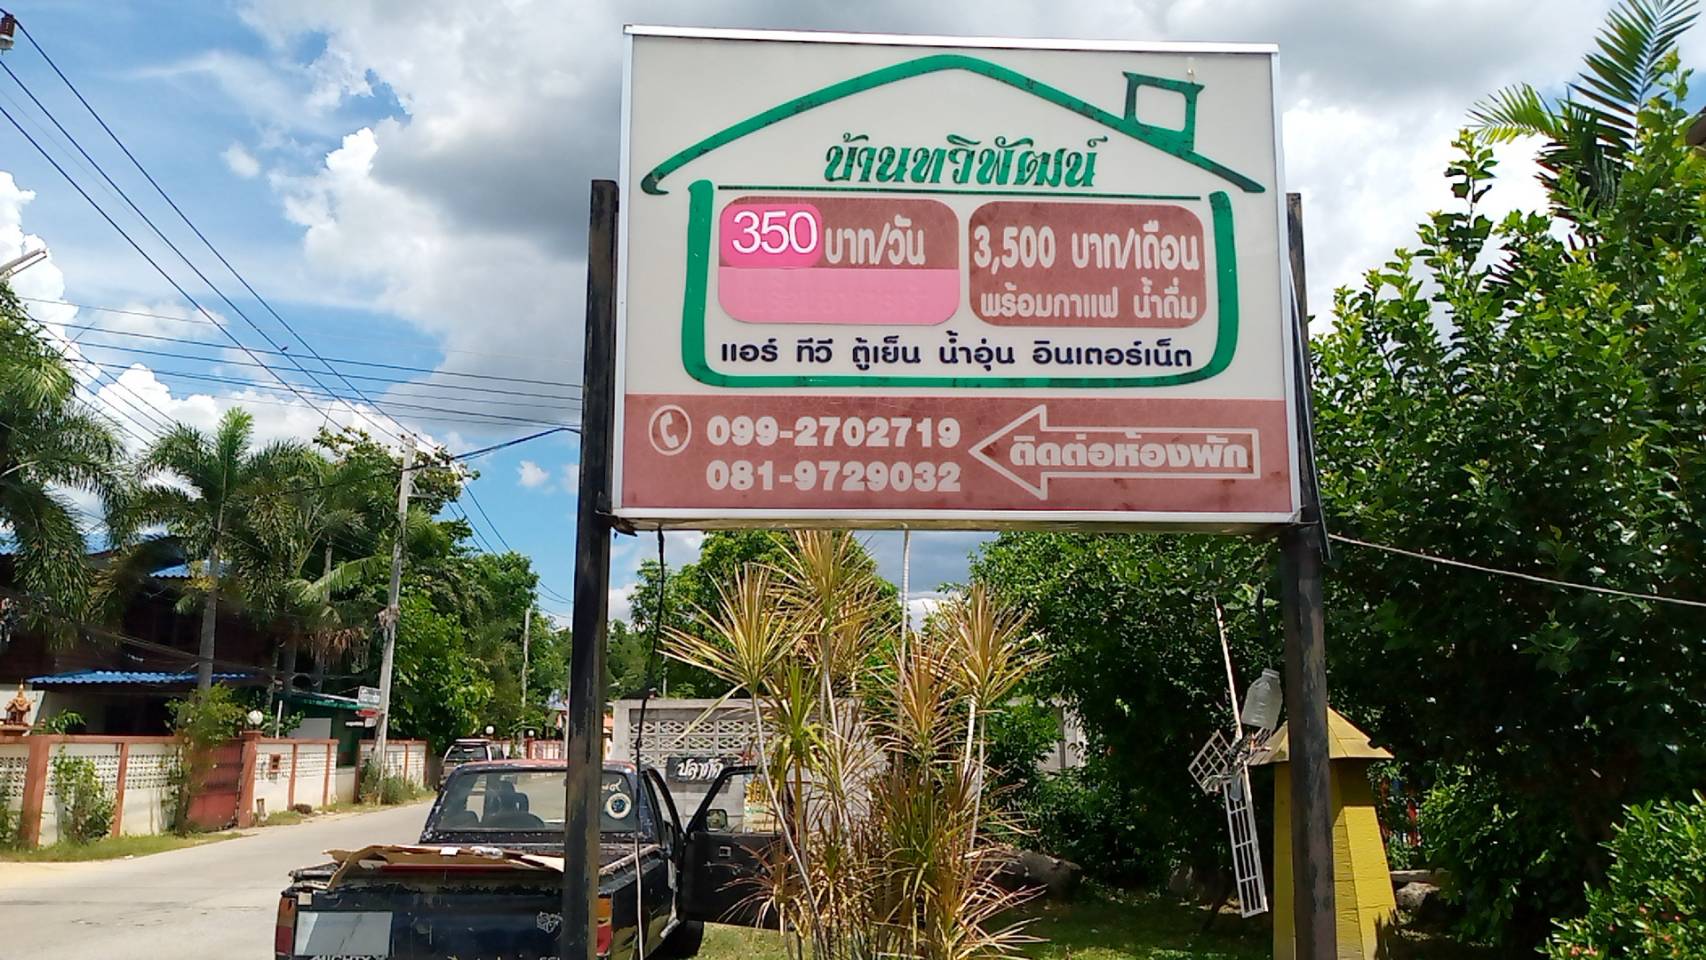 บ้านทวิพัฒน์
350 บาท/วัน
3,500 บาท/เดือน
พร้อมกาแฟ น้ำดื่ม
แอร์ ทีวี ตู้เย็น น้ำอุ่น อินเตอร์เน็ต
099-2702719
081-9729032
ติดต่อห้องพัก